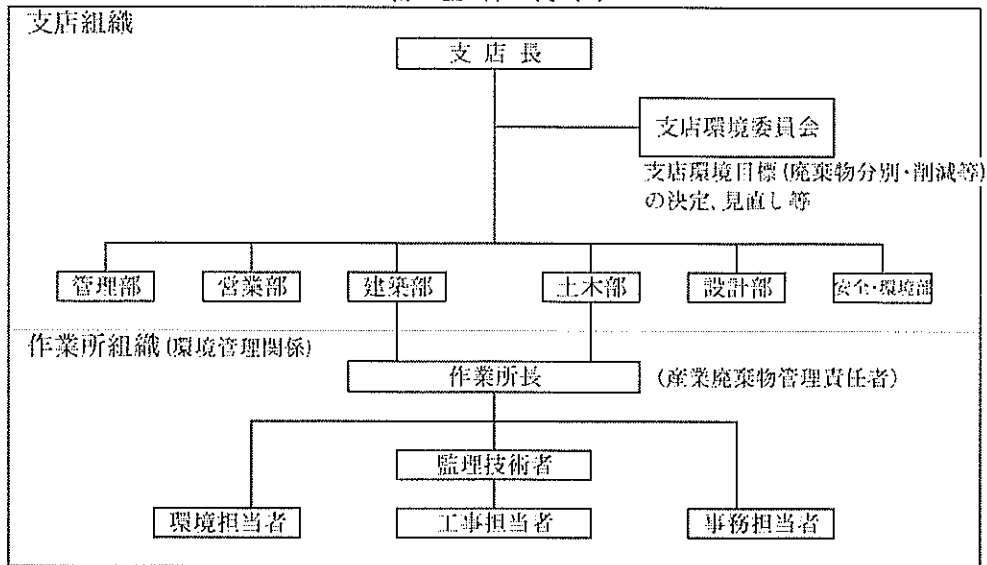 支店組織
支店長
支店環境委員会
支店環境目標(廃棄物分別・削減等)
の決定、見直し等
管理部
営業部
建築部
土木部
設計部
安全・環境部
作業所組織(環境管理関係)
作業所長
(産業廃棄物管理責任者)
監理技術者
環境担当者
工事担当者
事務担当者